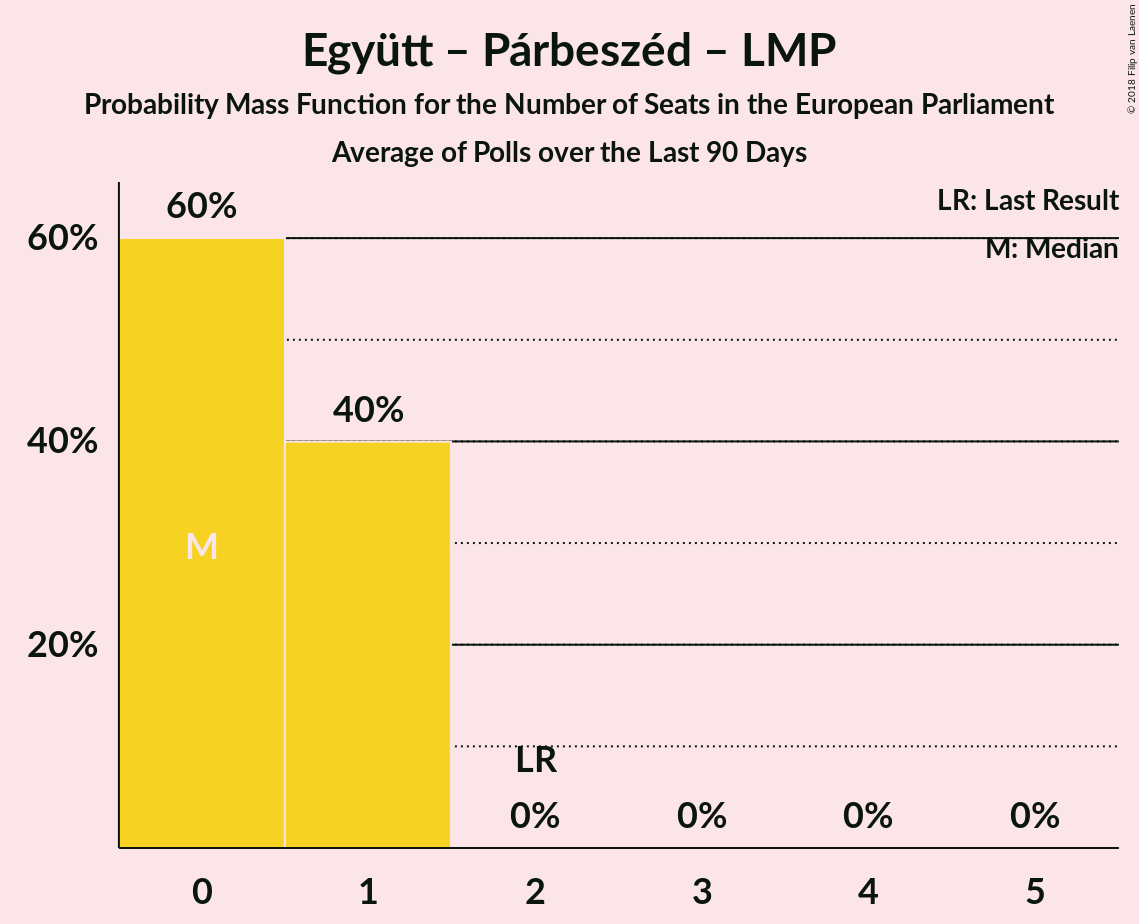 Együtt – Párbeszéd – LMP
Probability Mass Function for the Number of Seats in the European Parliament
Average of Polls over the Last 90 Days
© 2018 Filip van Laenen
LR: Last Result
M: Median
60%
60%
40%
40%
M
20%
LR
0%
0%
0%
0%
0
1
2
3
4
5